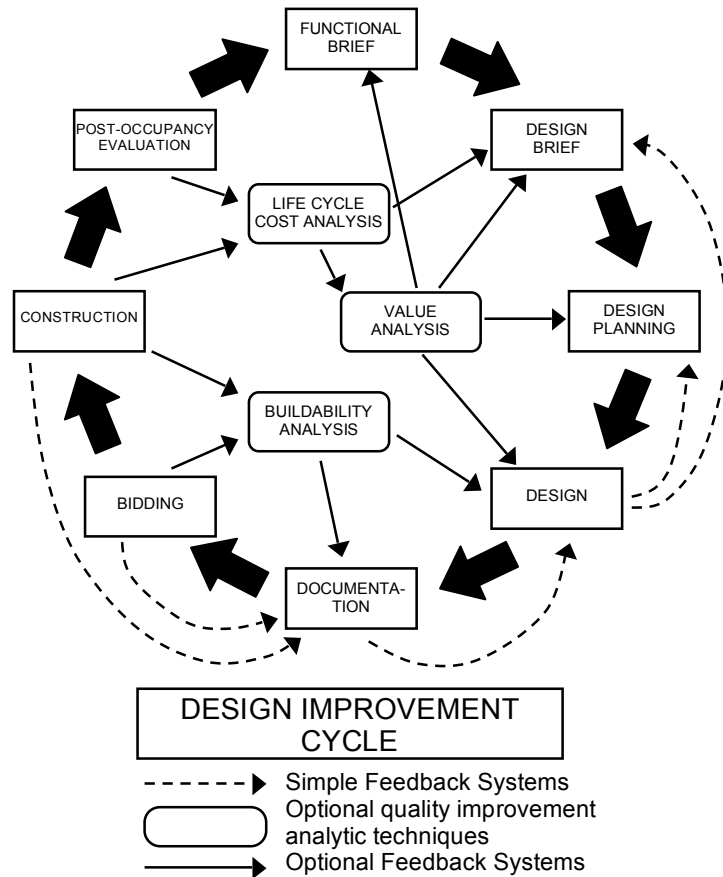 FUNCTIONAL
BRIEF
POST-OCCUPANCY
EVALUATION
DESIGN
BRIEF
LIFE CYCLE
COST ANALYSIS
CONSTRUCTION
VALUE
ANALYSIS
DESIGN
PLANNING
BUILDABILITY
ANALYSIS
BIDDING
DESIGN
DOCUMENTA-
TION
DESIGN IMPROVEMENT
CYCLE
Simple Feedback Systems
Optional quality improvement
analytic techniques
Optional Feedback Systems